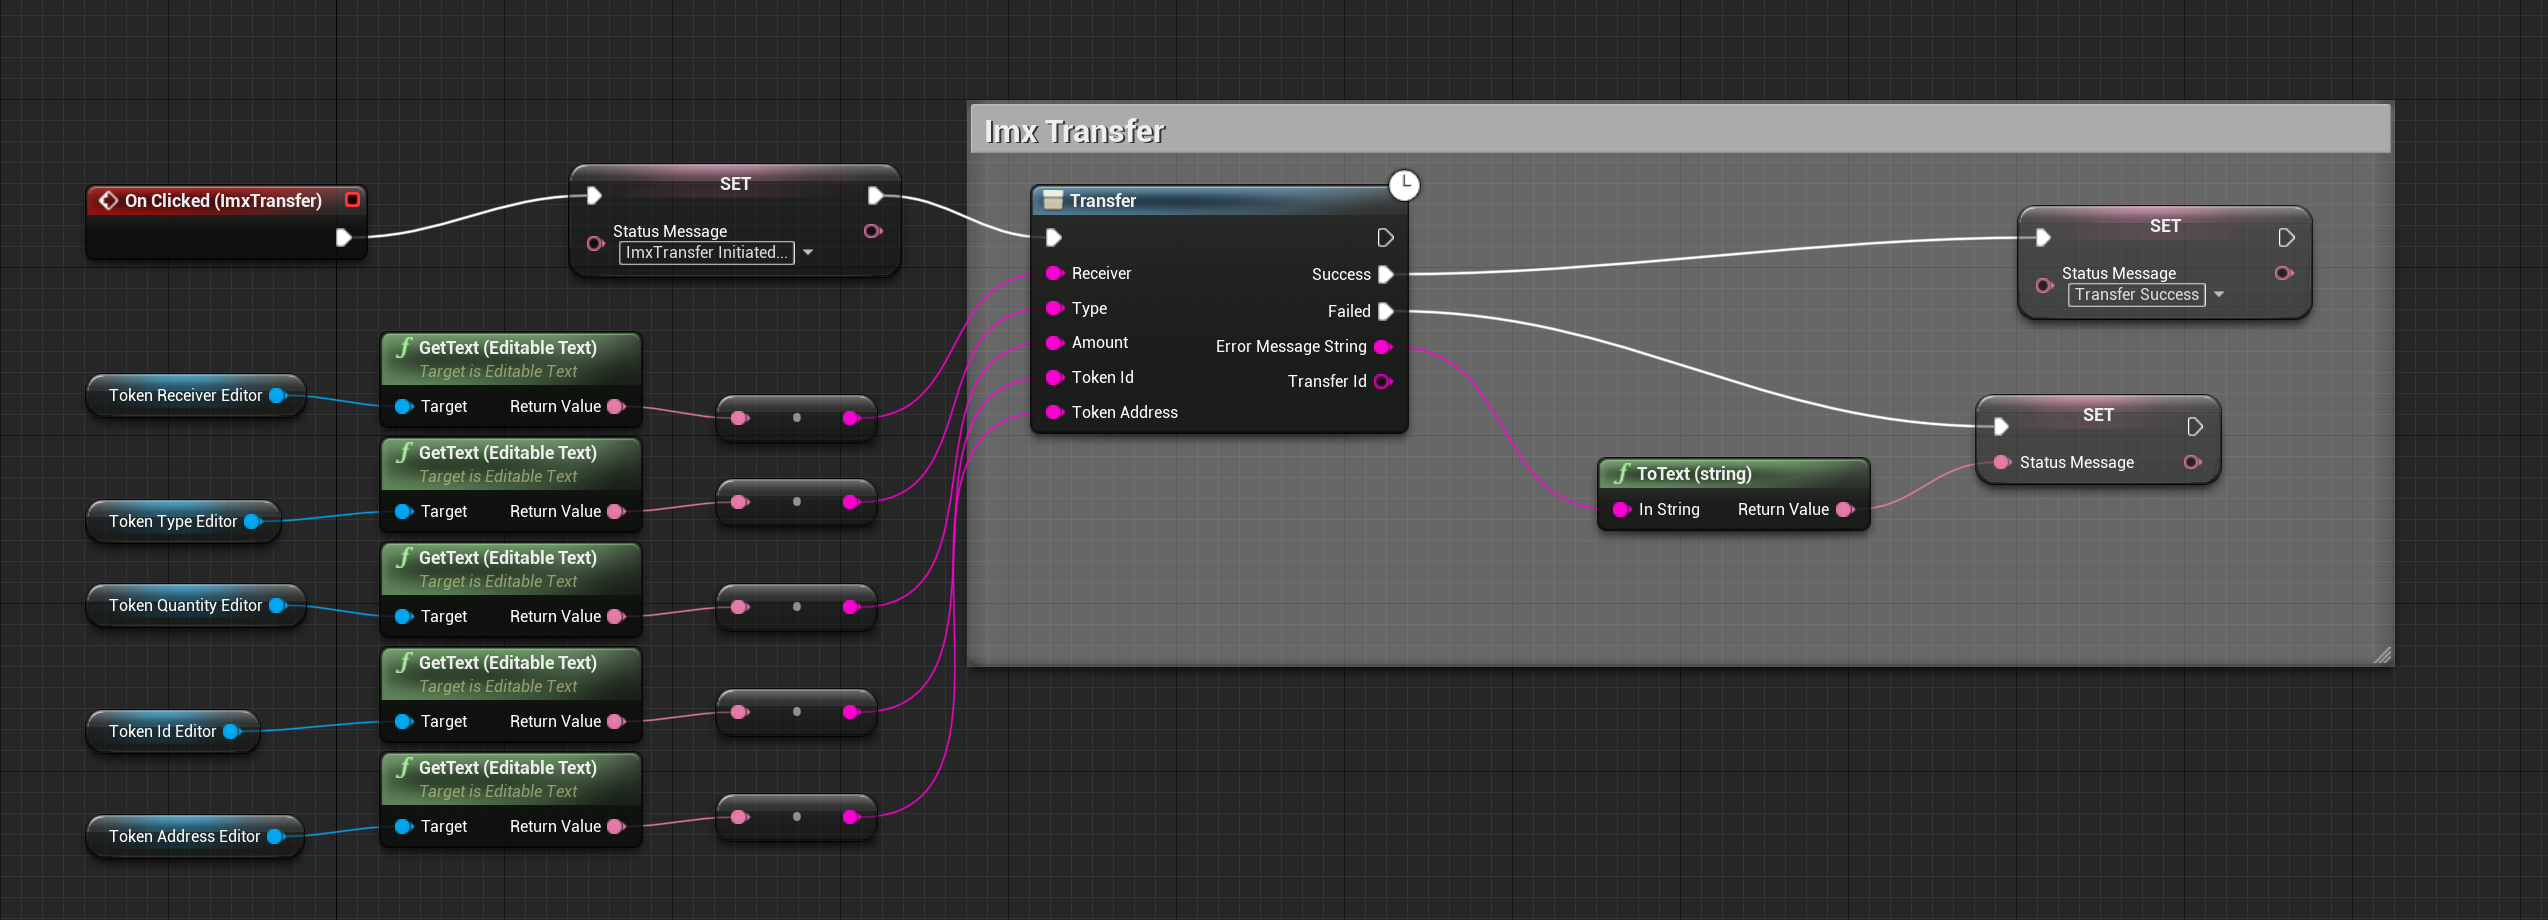 Imx Transfer
On Clicked (ImxTransfer)
SET
Status Message
ImxTransfer Initiated...
Transfer
Receiver
Success
Type
Failed
Amount
Error Message String
Token Id
Transfer Id
Token Address
SET
Status Message
Transfer Success
SET
Status Message
ToText (string)
In String
Return Value
Token Receiver Editor
f GetText (Editable Text)
Target is Editable Text
Target
Return Value
Token Type Editor
f GetText (Editable Text)
Target is Editable Text
Target
Return Value
Token Quantity Editor
f GetText (Editable Text)
Target is Editable Text
Target
Return Value
Token Id Editor
f GetText (Editable Text)
Target is Editable Text
Target
Return Value
Token Address Editor
f GetText (Editable Text)
Target is Editable Text
Target
Return Value